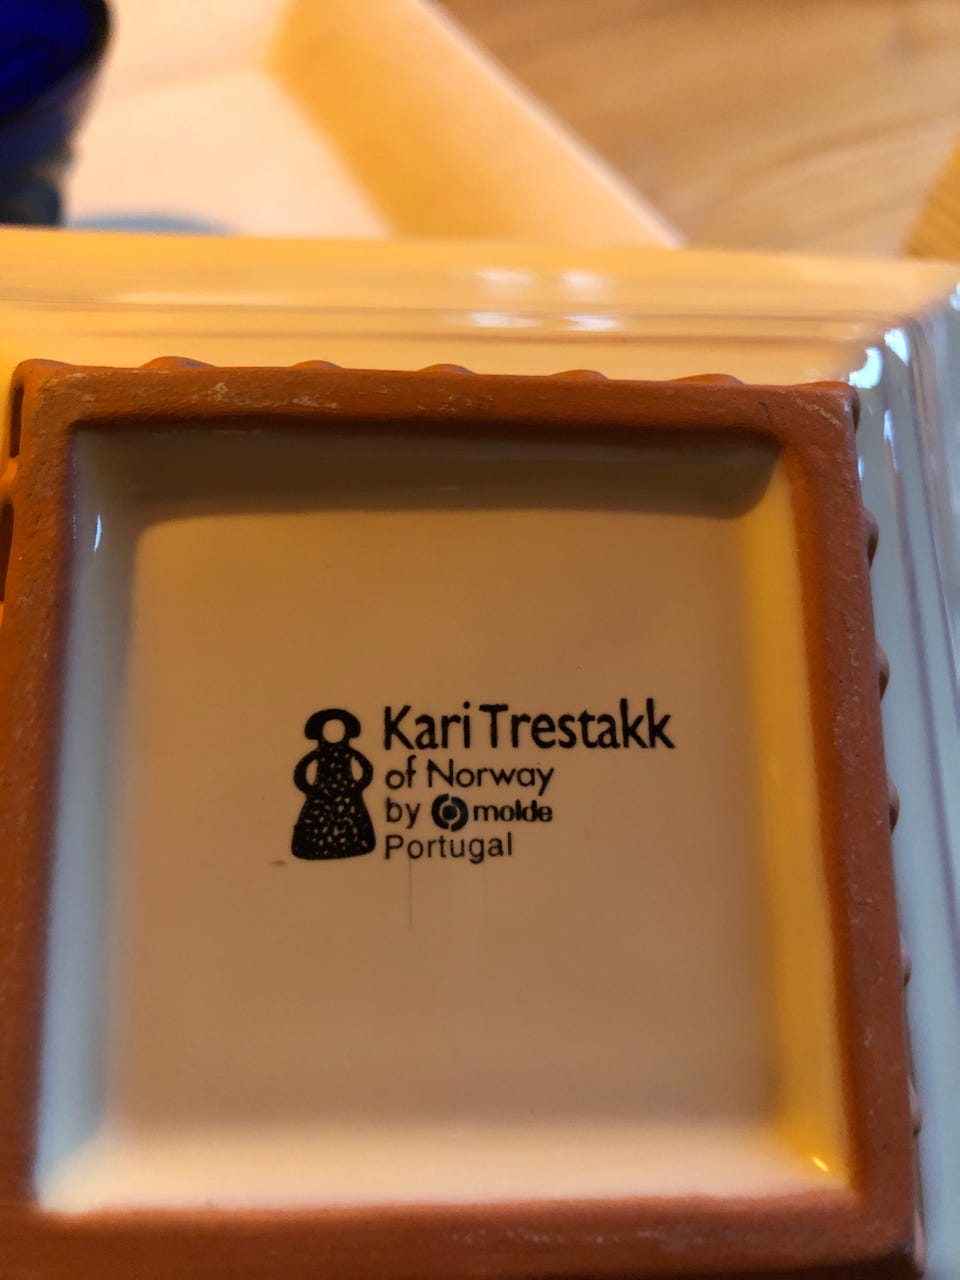 Kari Trestakk
of Norway
by molde
Portugal